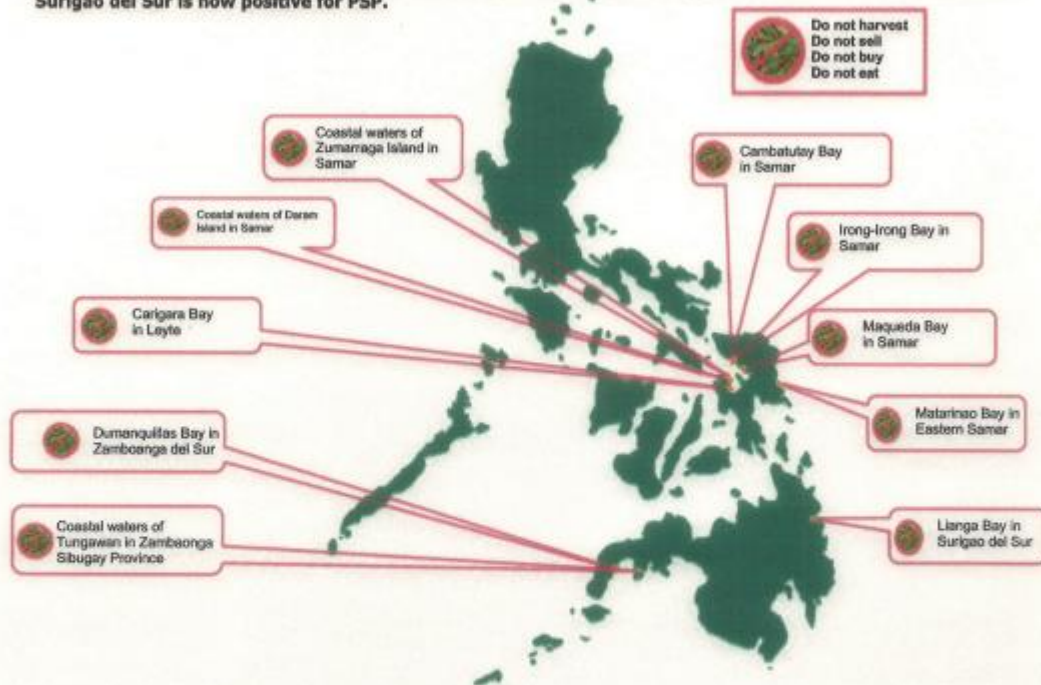 Surigao del Sur is now positive for PSP.
Do not harvest
Do not sell
Do not buy
Do not eat
Coastal waters of
Zumarraga Island in
Samar
Cambatutay Bay
in Samar
Coastal waters of Daram
Island in Samar
Irong-Irong Bay in
Samar
Carigara Bay
in Leyte
Maqueda Bay
in Samar
Matarinao Bay in
Eastern Samar
Dumanquillas Bay in
Zamboanga del Sur
Coastal waters of
Tungawan in Zambaonga
Sibugay Province
Lianga Bay in
Surigao del Sur